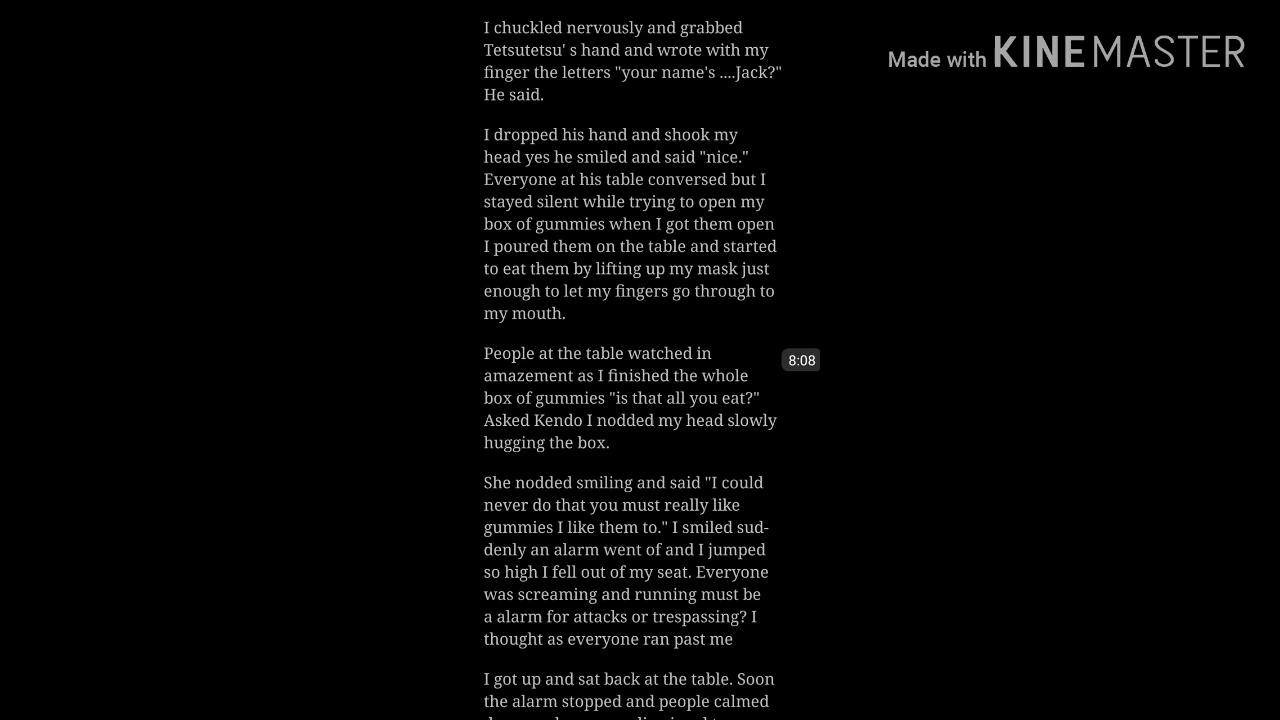 I chuckled nervously and grabbed
Tetsutetsu' s hand and wrote with my
finger the letters "your name's ....Jack?"
He said.
I dropped his hand and shook my
head yes he smiled and said "nice."
Everyone at his table conversed but I
stayed silent while trying to open my
box of gummies when I got them open
I poured them on the table and started
to eat them by lifting up my mask just
enough to let my fingers go through to
my mouth.
People at the table watched in
amazement as I finished the whole
box of gummies "is that all you eat?"
Asked Kendo I nodded my head slowly
hugging the box.
She nodded smiling and said "I could
never do that you must really like
gummies I like them to." I smiled sud-
denly an alarm went of and I jumped
so high I fell out of my seat. Everyone
was screaming and running must be
a alarm for attacks or trespassing? I
thought as everyone ran past me
I got up and sat back at the table. Soon
the alarm stopped and people calmed
Made with KINEMASTER
8:08